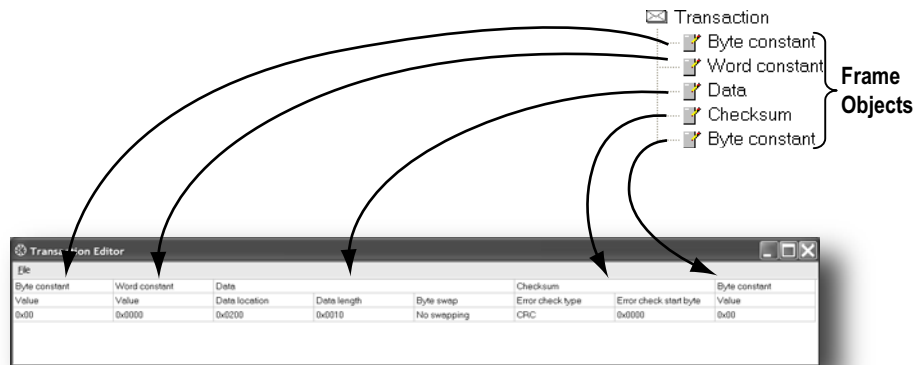 Transaction
Byte constant
Word constant
Data
Checksum
Byte constant
Frame
Objects
Transaction Editor
File
Byte constant Word constant Data Checksum Byte constant
Value Value Data location Data length Byte swap Error check type Error check start byte Value
0x00 0x0000 0x0200 0x0010 No swapping CRC 0x0000 0x00